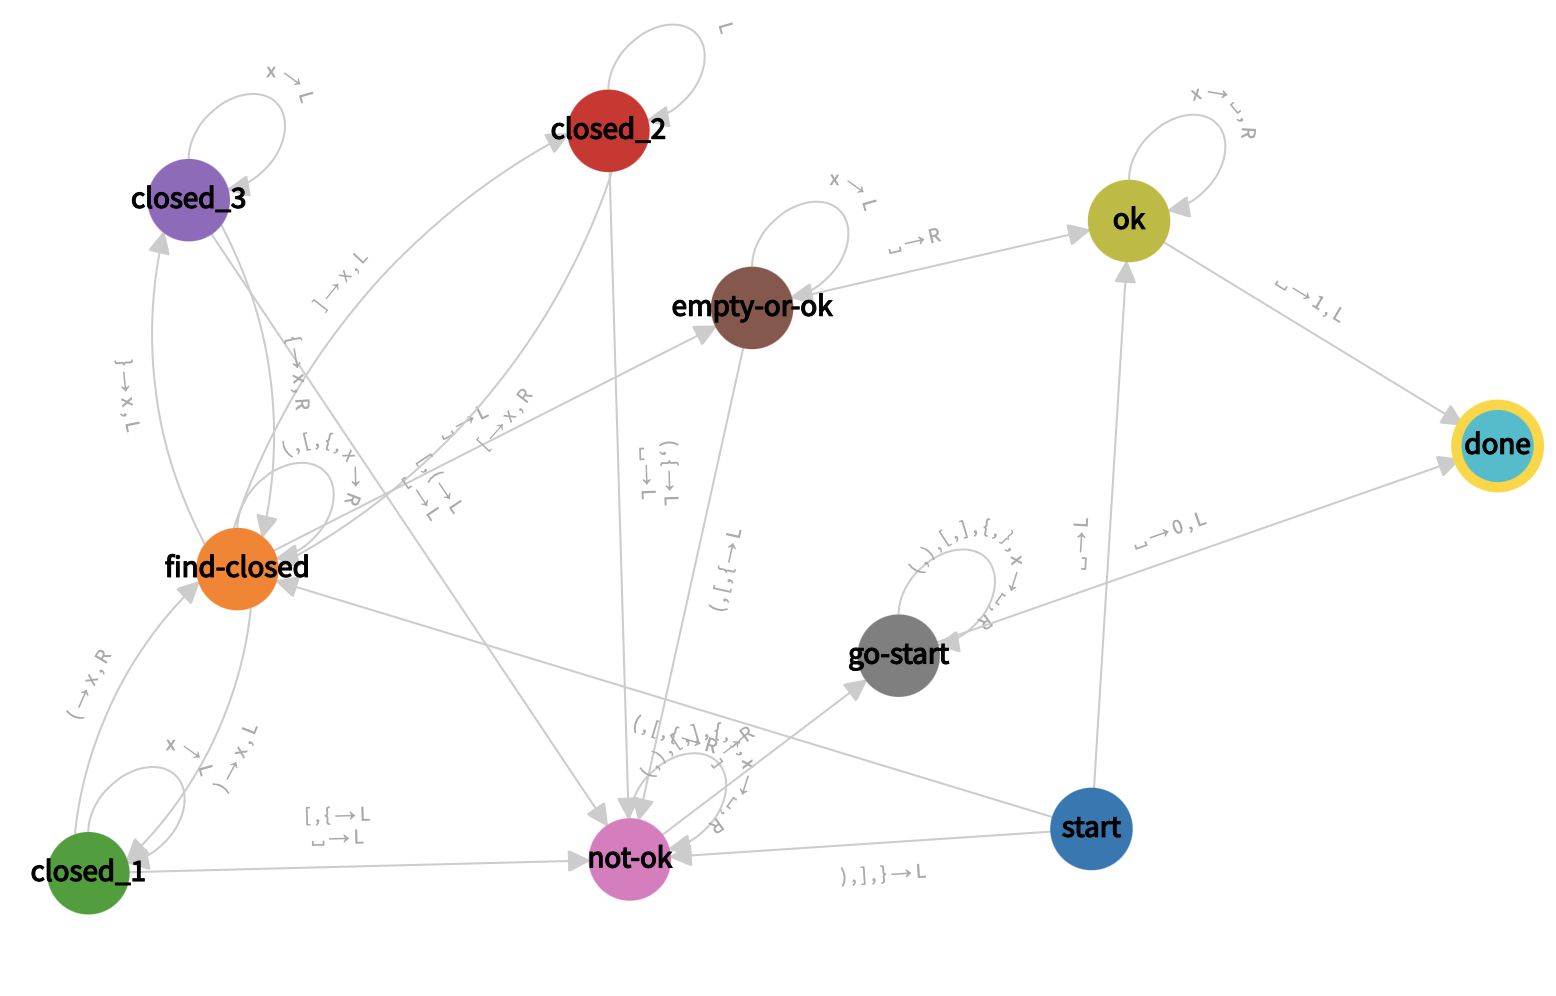 L
x→L
closed_2
closed_3
x→L
x→␣,R
ok
␣→R
empty-or-ok
]→x,L
␣→1,L
{→x,R
}→x,L
␣→L
[→x,R
done
(,[,{,x→R
[,(→L
␣→L
(,{→L
␣→L
␣→L
␣→0,L
find-closed
),],}→L
(,),[,],{,},x→␣,R
go-start
(→x,R
␣→R
x→L
)→x,L
(,),[,],{,},x→␣,R
[,{→L
␣→L
start
closed_1
not-ok
),],}→L